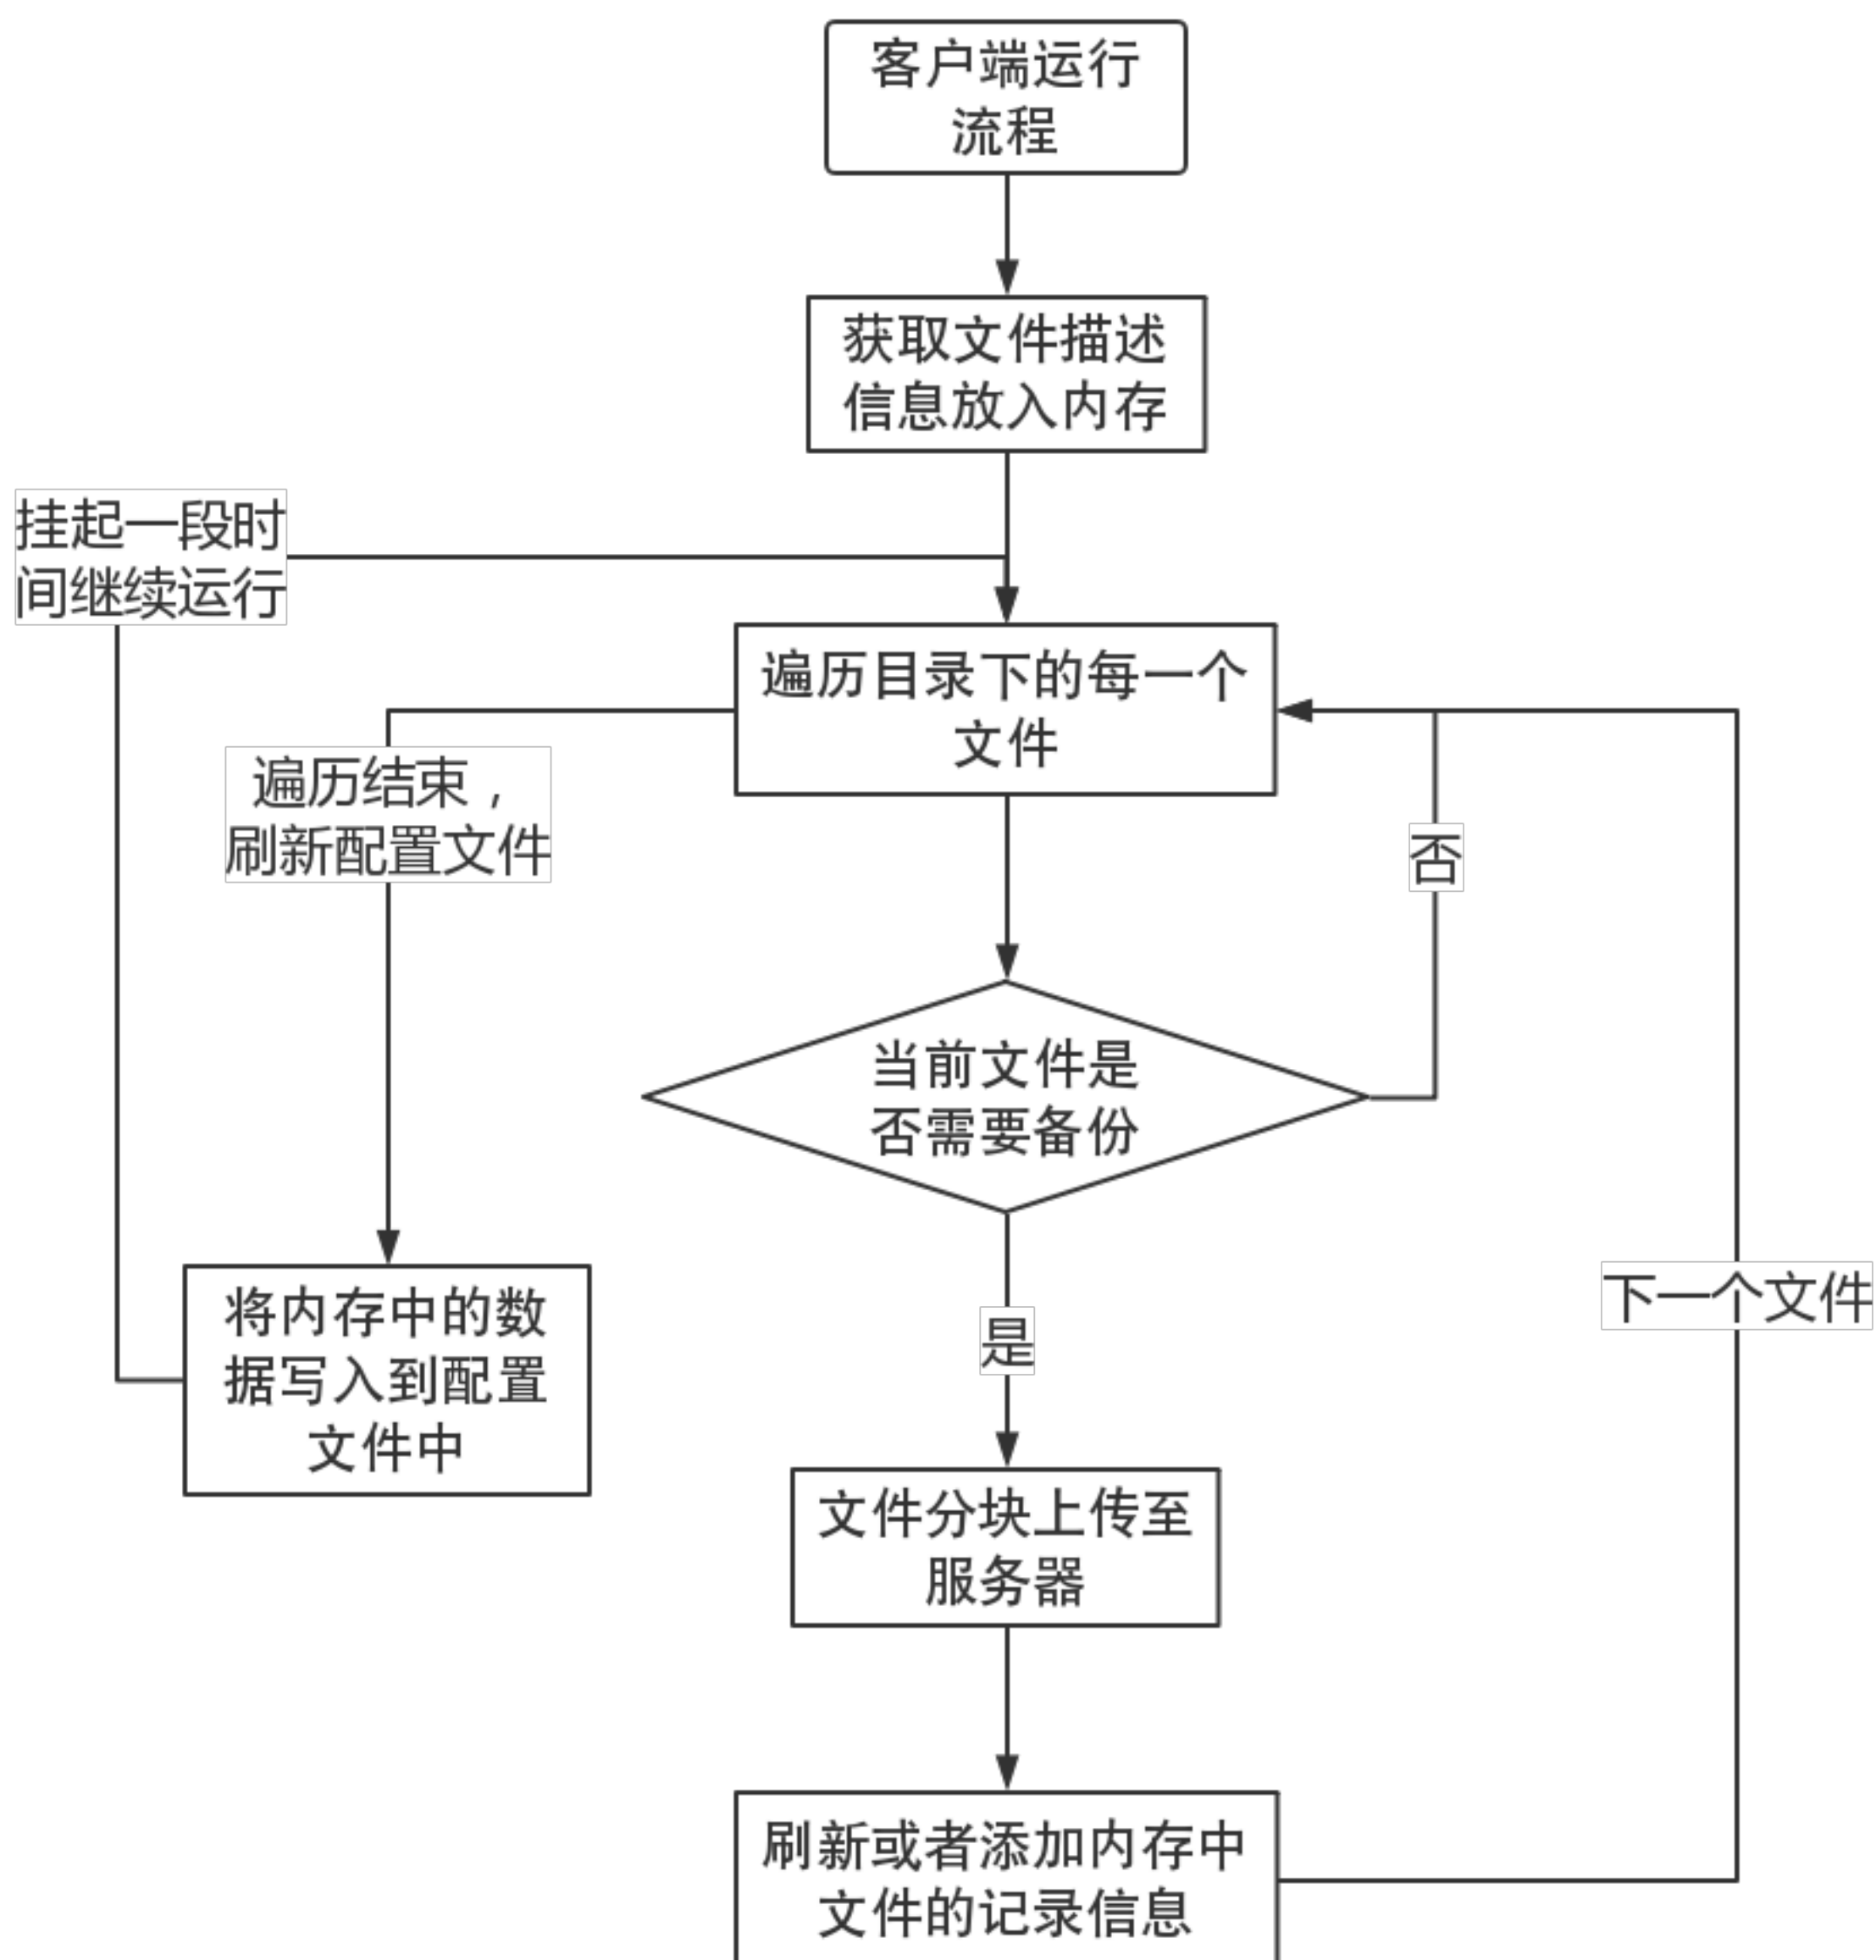 客户端运行
流程
获取文件描述
信息放入内存
挂起一段时
间继续运行
遍历目录下的每一个
文件
遍历结束，
刷新配置文件
否
当前文件是
否需要备份
将内存中的数
据写入到配置
文件中
是
下一个文件
文件分块上传至
服务器
刷新或者添加内存中
文件的记录信息